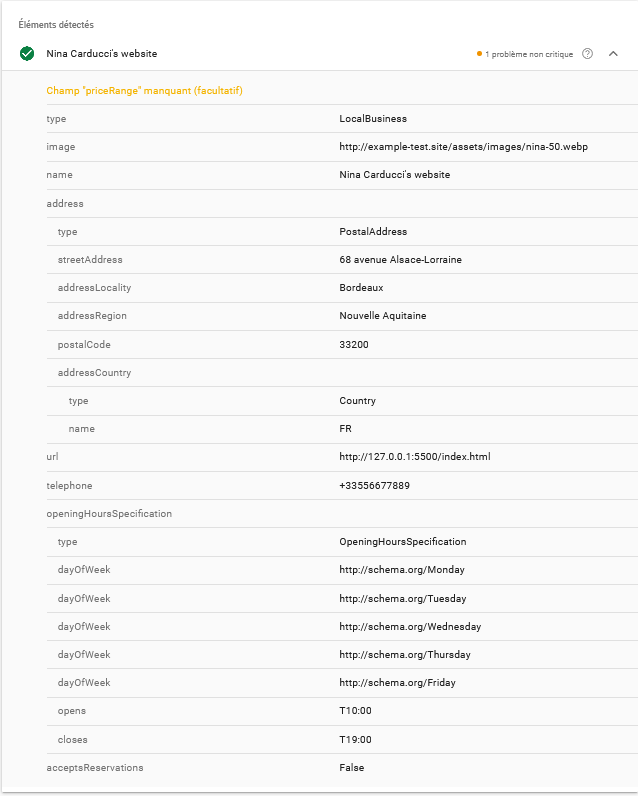 Éléments détectés
Nina Carducci's website 1 problème non critique
Champ "priceRange" manquant (facultatif)
type LocalBusiness
image http://example-test.site/assets/images/nina-50.webp
name Nina Carducci's website
address
type PostalAddress
streetAddress 68 avenue Alsace-Lorraine
addressLocality Bordeaux
addressRegion Nouvelle Aquitaine
postalCode 33200
addressCountry
type Country
name FR
url http://127.0.0.1:5500/index.html
telephone +33556677889
openingHoursSpecification
type OpeningHoursSpecification
dayOfWeek http://schema.org/Monday
dayOfWeek http://schema.org/Tuesday
dayOfWeek http://schema.org/Wednesday
dayOfWeek http://schema.org/Thursday
dayOfWeek http://schema.org/Friday
opens T10:00
closes T19:00
acceptsReservations False